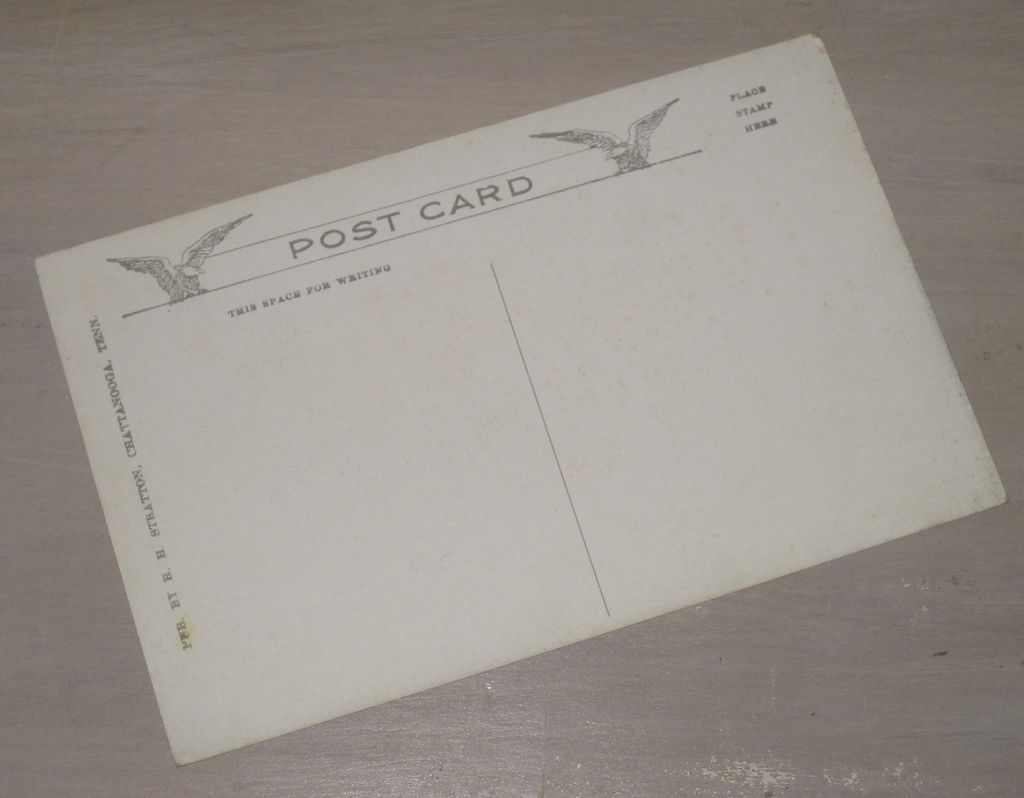 POST CARD
PLACE
STAMP
HERE
THIS SPACE FOR WRITING
PUB. BY H. H. STRATTON, CHATTANOOGA, TENN.